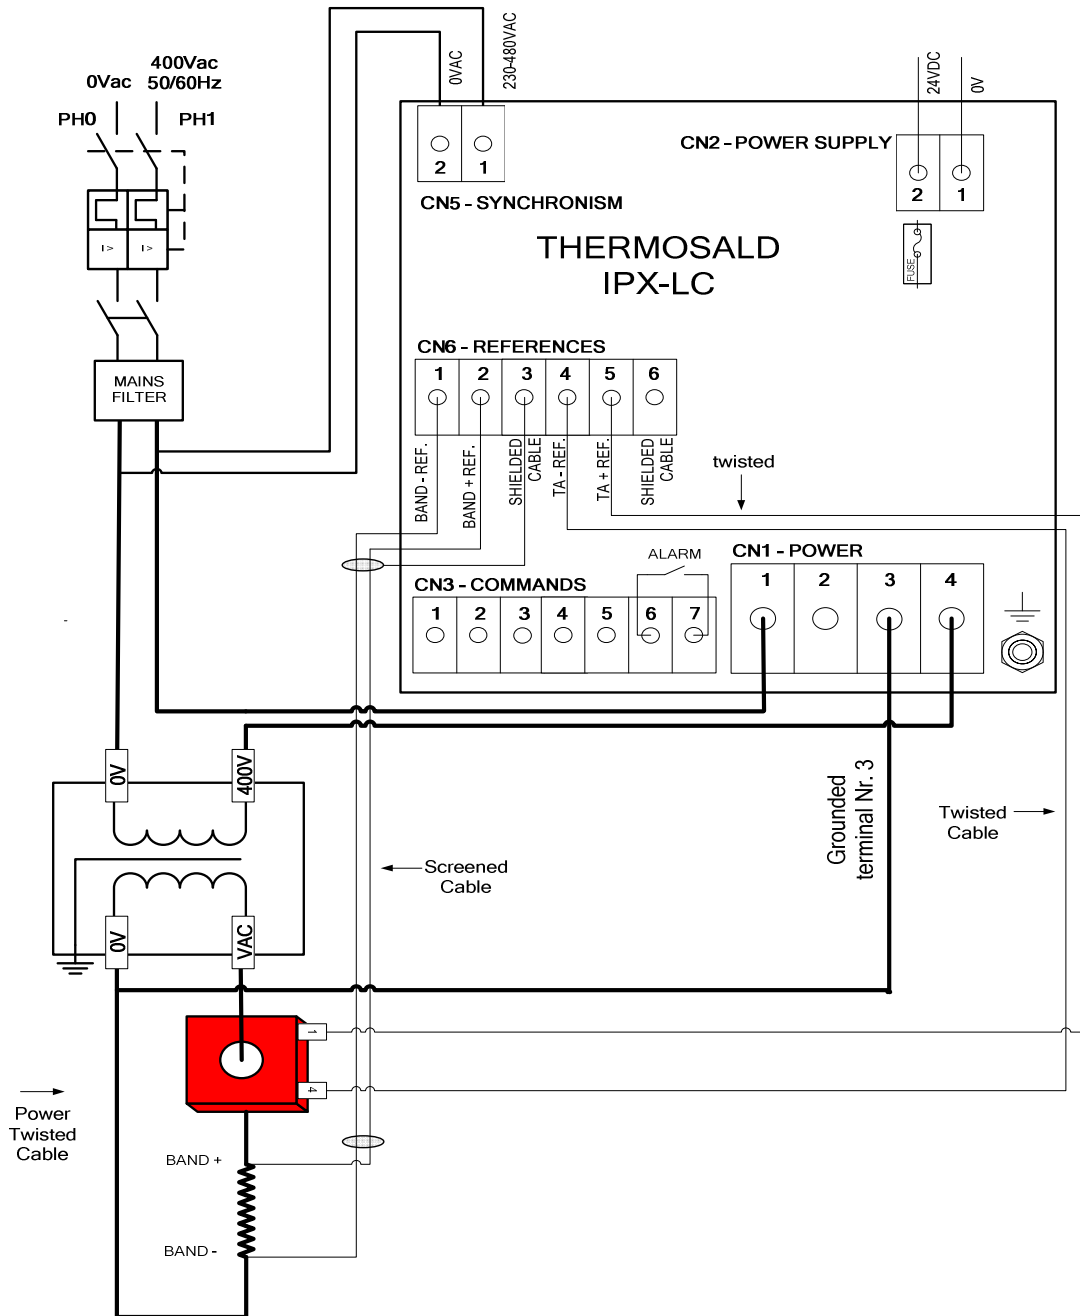 400Vac
0Vac 50/60Hz
PH0 PH1
I > I >
MAINS
FILTER
0VAC
230-480VAC
2 1
CN5 - SYNCHRONISM
24VDC
0V
CN2 - POWER SUPPLY
2 1
FUSE
THERMOSALD
IPX-LC
CN6 - REFERENCES
1 2 3 4 5 6
BAND - REF.
BAND + REF.
SHIELDED
CABLE
TA - REF.
TA + REF.
SHIELDED
CABLE
twisted
ALARM
CN3 - COMMANDS
1 2 3 4 5 6 7
CN1 - POWER
1 2 3 4
0V
400V
Grounded
terminal Nr. 3
Twisted
Cable
Screened
Cable
0V
VAC
1
4
Power
Twisted
Cable
BAND +
BAND -